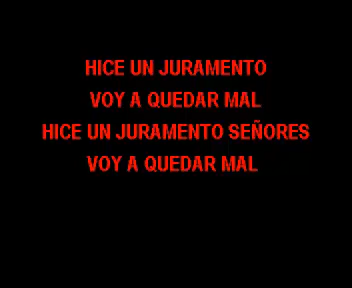 HICE UN JURAMENTO
VOY A QUEDAR MAL
HICE UN JURAMENTO SEÑORES
VOY A QUEDAR MAL